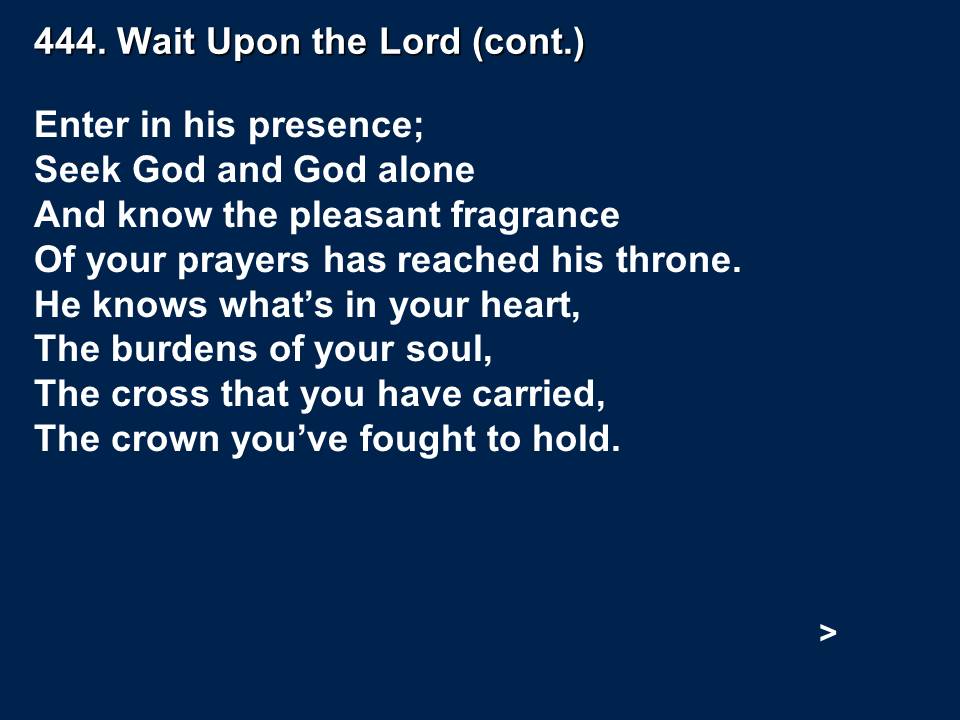 444. Wait Upon the Lord (cont.)
Enter in his presence;
Seek God and God alone
And know the pleasant fragrance
Of your prayers has reached his throne.
He knows what’s in your heart,
The burdens of your soul,
The cross that you have carried,
The crown you’ve fought to hold.
>